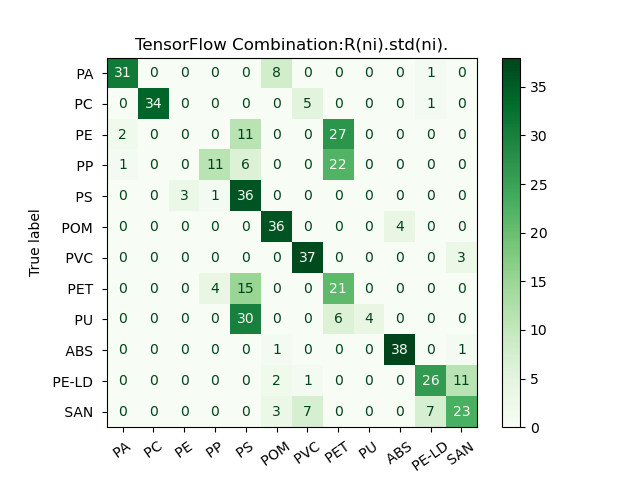 TensorFlow Combination:R(ni).std(ni).
PA 31 0 0 0 0 8 0 0 0 0 1 0
PC 0 34 0 0 0 0 5 0 0 0 1 0
PE 2 0 0 0 11 0 0 27 0 0 0 0
PP 1 0 0 11 6 0 0 22 0 0 0 0
PS 0 0 3 1 36 0 0 0 0 0 0 0
POM 0 0 0 0 0 36 0 0 0 4 0 0
PVC 0 0 0 0 0 0 37 0 0 0 0 3
PET 0 0 0 4 15 0 0 21 0 0 0 0
PU 0 0 0 0 30 0 0 6 4 0 0 0
ABS 0 0 0 0 0 1 0 0 0 38 0 1
PE-LD 0 0 0 0 0 2 1 0 0 0 26 11
SAN 0 0 0 0 0 3 7 0 0 0 7 23
PA PC PE PP PS POM PVC PET PU ABS PE-LD SAN
True label
35
30
25
20
15
10
5
0